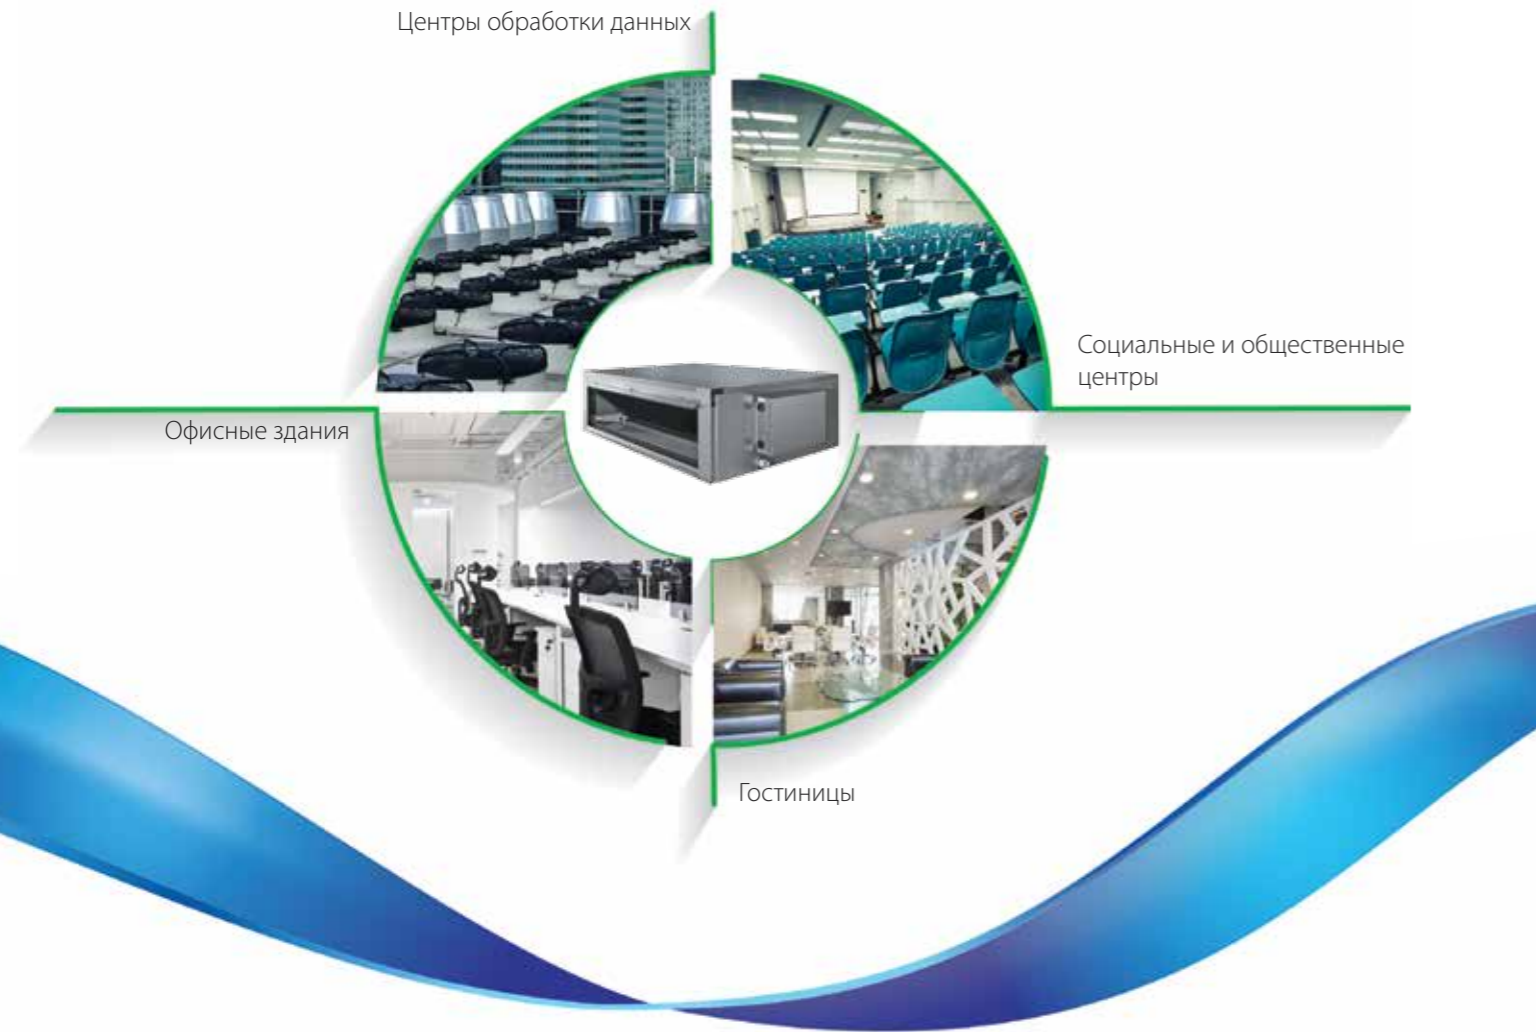 Центры обработки данных
Социальные и общественные
центры
Офисные здания
Гостиницы